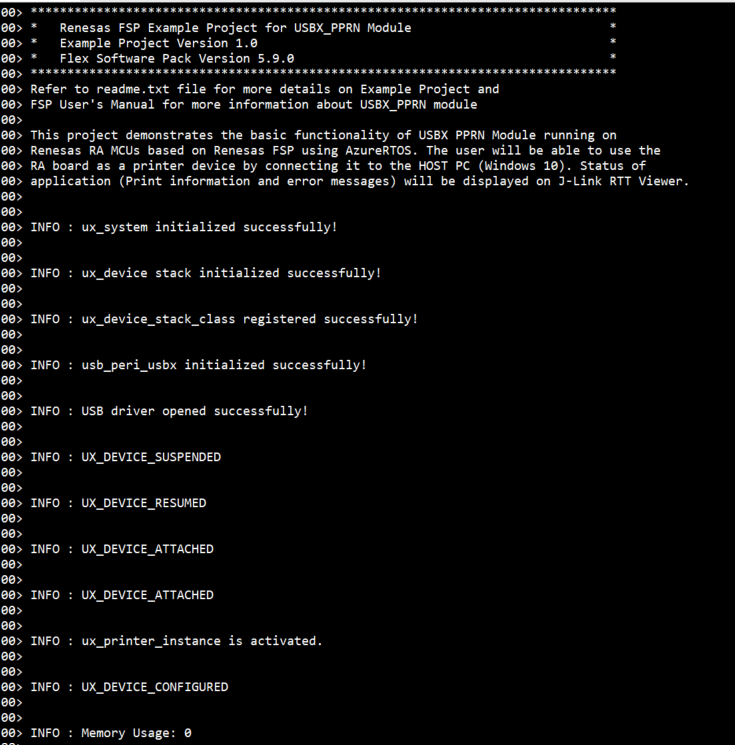 00> ********************************************************************************
00> *   Renesas FSP Example Project for USBX_PPRN Module                           *
00> *   Example Project Version 1.0                                                *
00> *   Flex Software Pack Version 5.9.0                                           *
00> ********************************************************************************
00> Refer to readme.txt file for more details on Example Project and
00> FSP User's Manual for more information about USBX_PPRN module
00>
00> This project demonstrates the basic functionality of USBX PPRN Module running on
00> Renesas RA MCUs based on Renesas FSP using AzureRTOS. The user will be able to use the
00> RA board as a printer device by connecting it to the HOST PC (Windows 10). Status of
00> application (Print information and error messages) will be displayed on J-Link RTT Viewer.
00>
00>
00> INFO : ux_system initialized successfully!
00>
00>
00> INFO : ux_device stack initialized successfully!
00>
00>
00> INFO : ux_device_stack_class registered successfully!
00>
00>
00> INFO : usb_peri_usbx initialized successfully!
00>
00>
00> INFO : USB driver opened successfully!
00>
00>
00> INFO : UX_DEVICE_SUSPENDED
00>
00>
00> INFO : UX_DEVICE_RESUMED
00>
00>
00> INFO : UX_DEVICE_ATTACHED
00>
00>
00> INFO : UX_DEVICE_ATTACHED
00>
00>
00> INFO : ux_printer_instance is activated.
00>
00>
00> INFO : UX_DEVICE_CONFIGURED
00>
00>
00> INFO : Memory Usage: 0